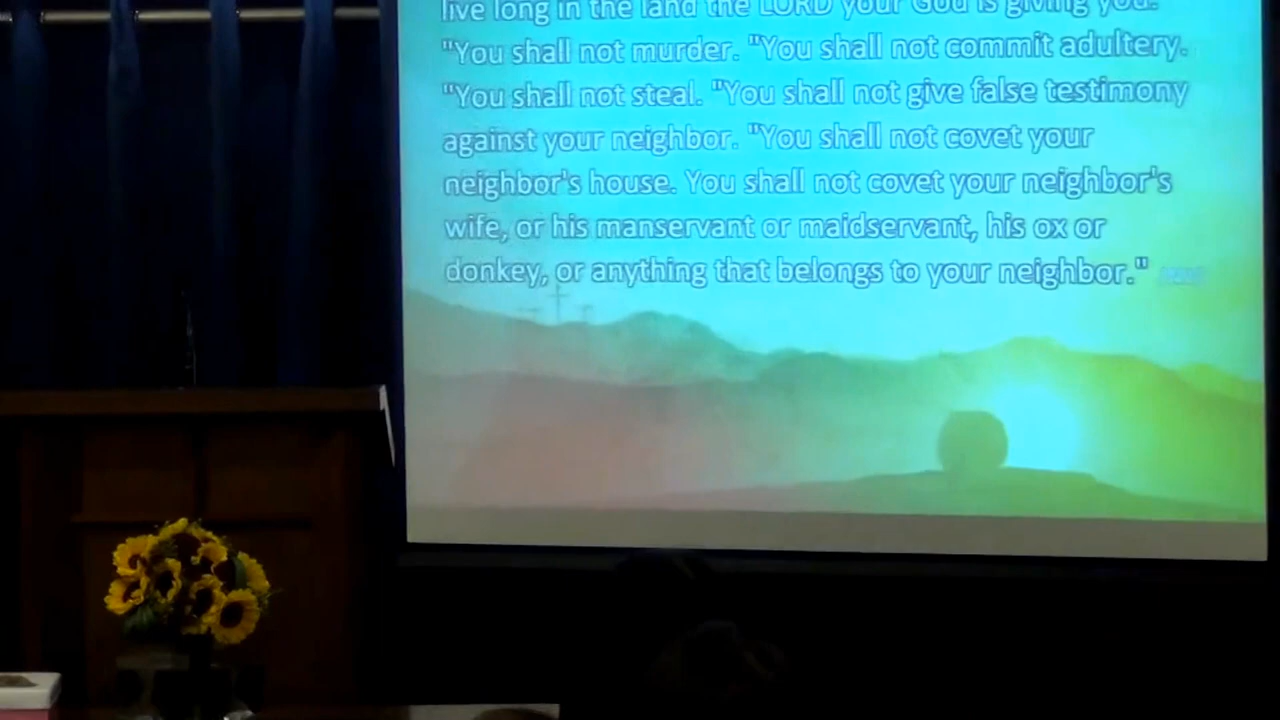 live long in the land the LORD your God is giving you.
"You shall not murder. "You shall not commit adultery.
"You shall not steal. "You shall not give false testimony
against your neighbor. "You shall not covet your
neighbor's house. You shall not covet your neighbor's
wife, or his manservant or maidservant, his ox or
donkey, or anything that belongs to your neighbor."